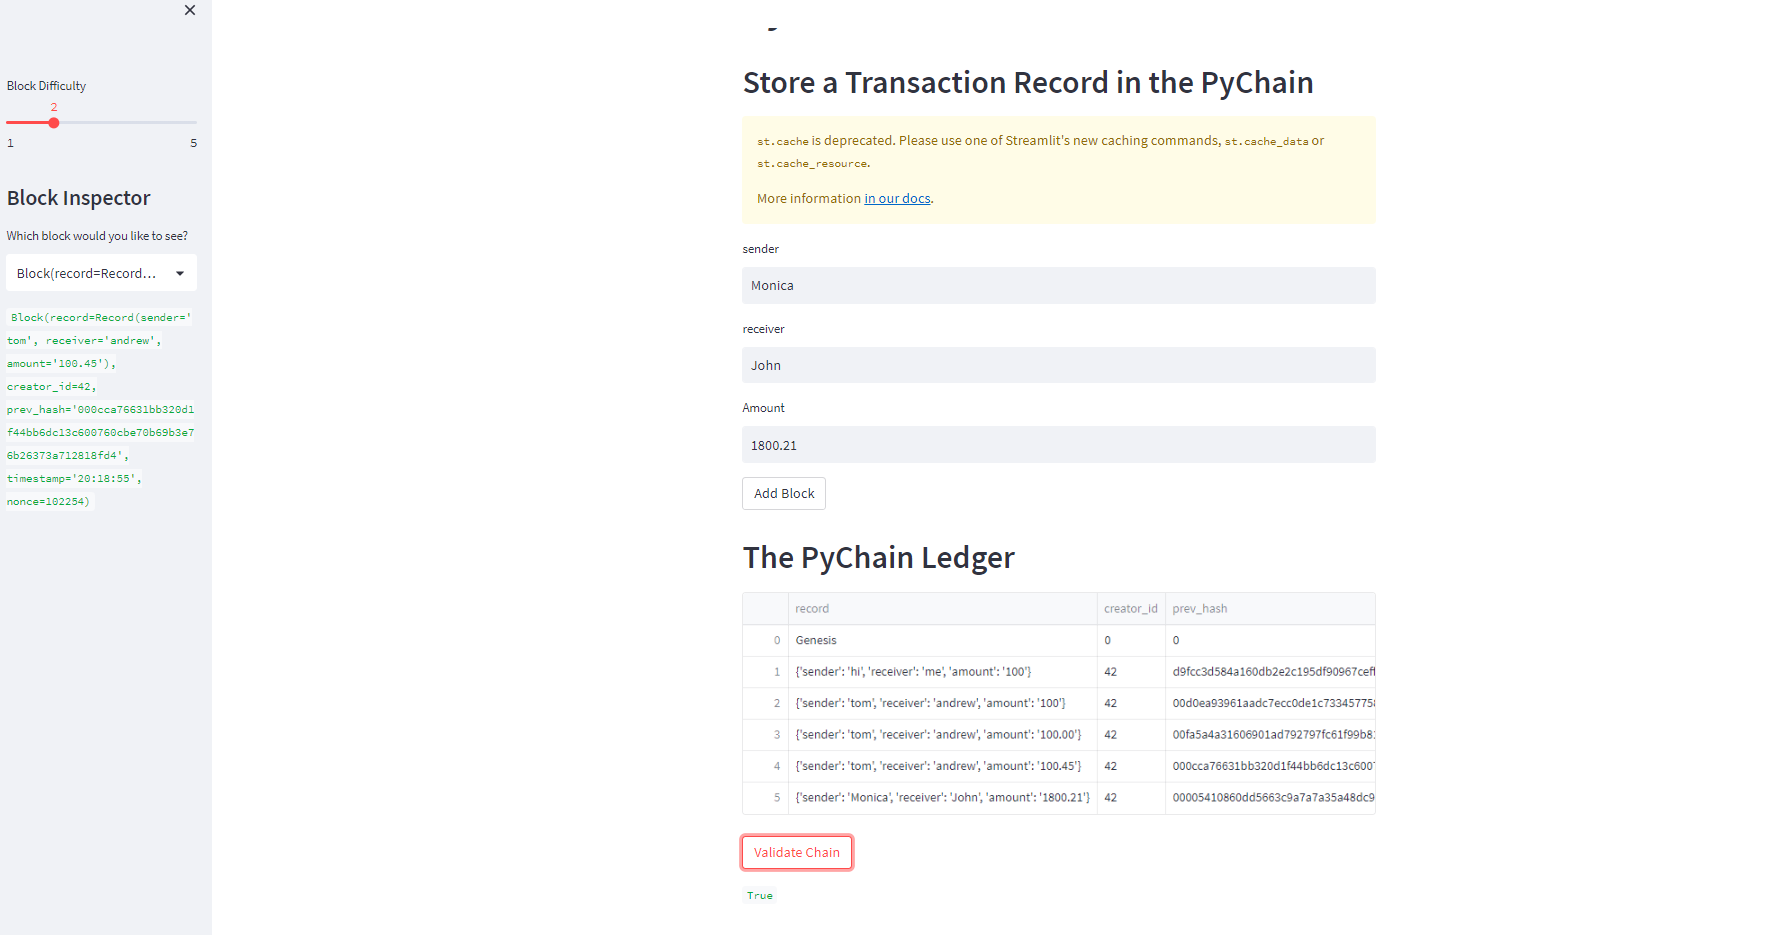 Block Difficulty
2
1 5
Block Inspector
Which block would you like to see?
Block(record=Record...
Block(record=Record(sender='
tom', receiver='andrew',
amount='100.45'),
creator_id=42,
prev_hash='000cca76631bb320d1
f44bb6dc13c600760cbe70b69b3e7
6b26373a712818fd4',
timestamp='20:18:55',
nonce=102254)
Store a Transaction Record in the PyChain
st.cache is deprecated. Please use one of Streamlit's new caching commands, st.cache_data or
st.cache_resource.
More information in our docs.
sender
Monica
receiver
John
Amount
1800.21
Add Block
The PyChain Ledger
record creator_id prev_hash
0 Genesis 0 0
1 {'sender': 'hi', 'receiver': 'me', 'amount': '100'} 42 d9fcc3d584a160db2e2c195df90967cef
2 {'sender': 'tom', 'receiver': 'andrew', 'amount': '100'} 42 00d0ea93961aadc7ecc0de1c733457758
3 {'sender': 'tom', 'receiver': 'andrew', 'amount': '100.00'} 42 00fa5a4a31606901ad792797fc61f99b8
4 {'sender': 'tom', 'receiver': 'andrew', 'amount': '100.45'} 42 000cca76631bb320d1f44bb6dc13c600
5 {'sender': 'Monica', 'receiver': 'John', 'amount': '1800.21'} 42 00005410860dd5663c9a7a7a35a48dc9
Validate Chain
True